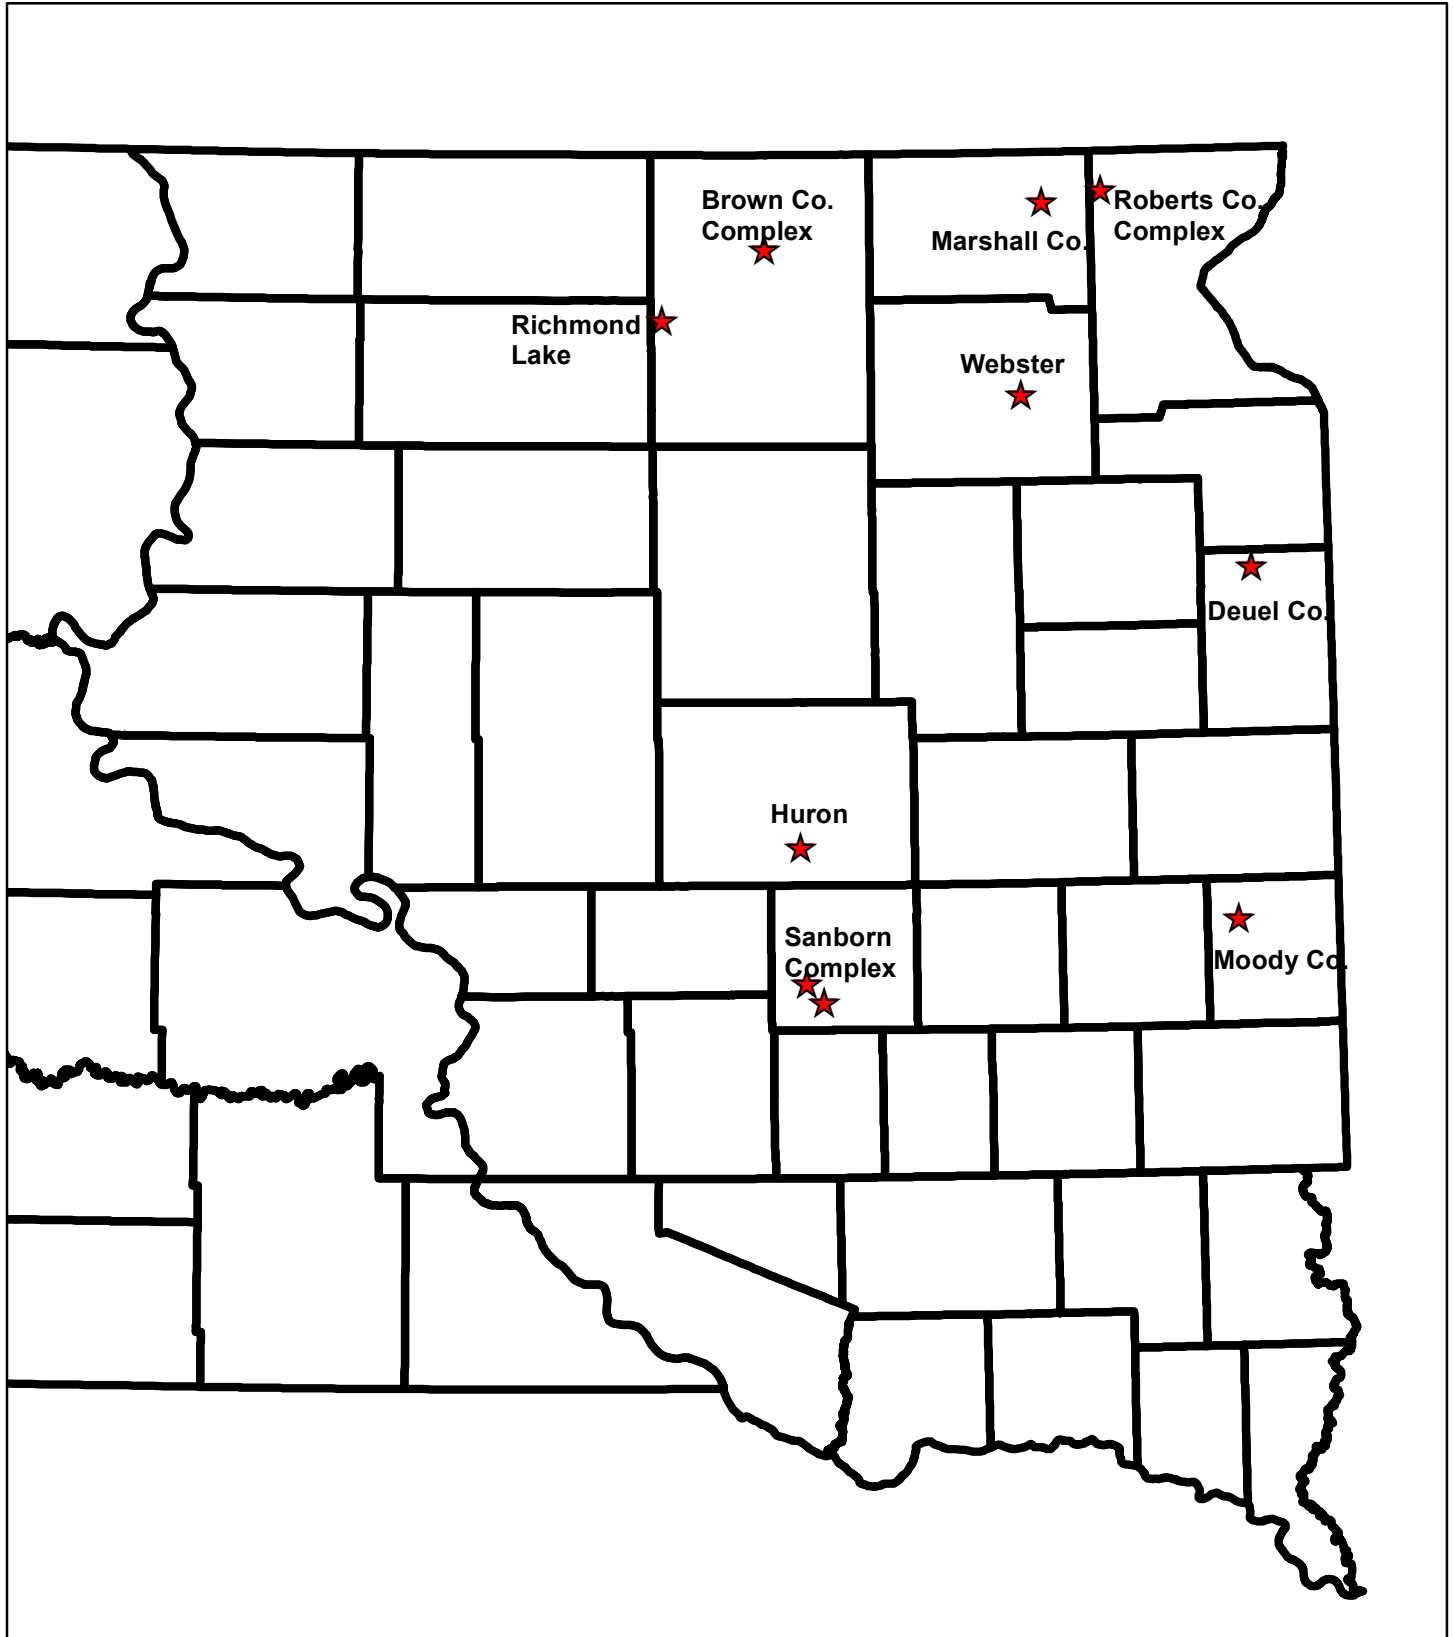 Brown Co.
Complex
Marshall Co.
Roberts Co.
Complex
Richmond
Lake
Webster
Deuel Co.
Huron
Sanborn
Complex
Moody Co.